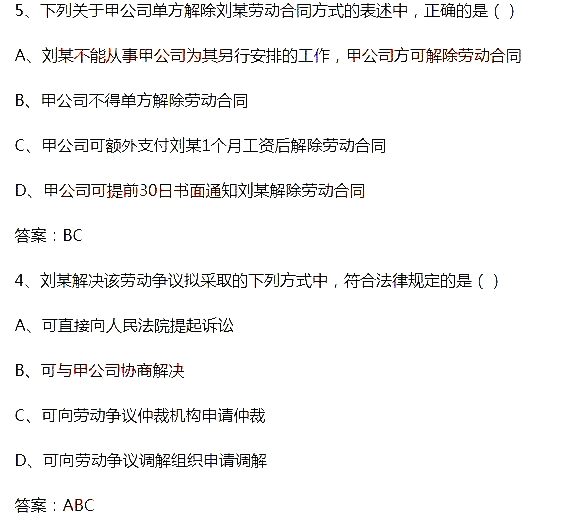 5、下列关于甲公司单方解除刘某劳动合同方式的表述中，正确的是（ ）
A、刘某不能从事甲公司为其另行安排的工作，甲公司方可解除劳动合同
B、甲公司不得单方解除劳动合同
C、甲公司可额外支付刘某1个月工资后解除劳动合同
D、甲公司可提前30日书面通知刘某解除劳动合同
答案：BC
4、刘某解决该劳动争议拟采取的下列方式中，符合法律规定的是（ ）
A、可直接向人民法院提起诉讼
B、可与甲公司协商解决
C、可向劳动争议仲裁机构申请仲裁
D、可向劳动争议调解组织申请调解
答案：ABC